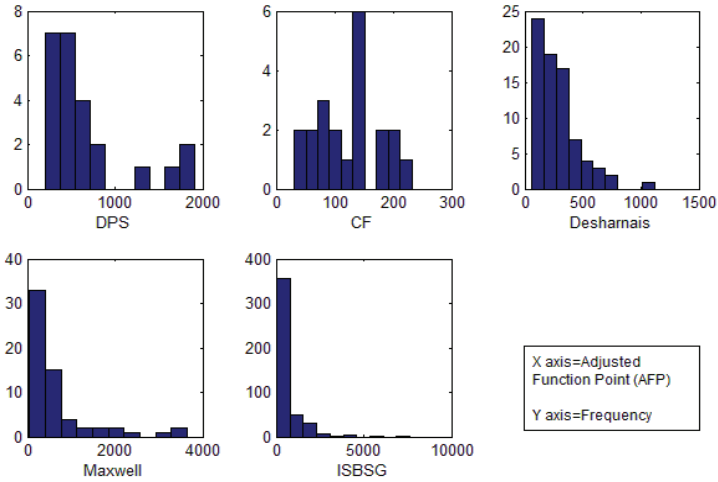 8
6
4
2
0
0 1000 2000
DPS
6
4
2
0
0 100 200 300
CF
25
20
15
10
5
0
0 500 1000 1500
Desharnais
40
30
20
10
0
0 2000 4000
Maxwell
400
300
200
100
0
0 5000 10000
ISBSG
X axis=Adjusted
Function Point (AFP)
Y axis=Frequency